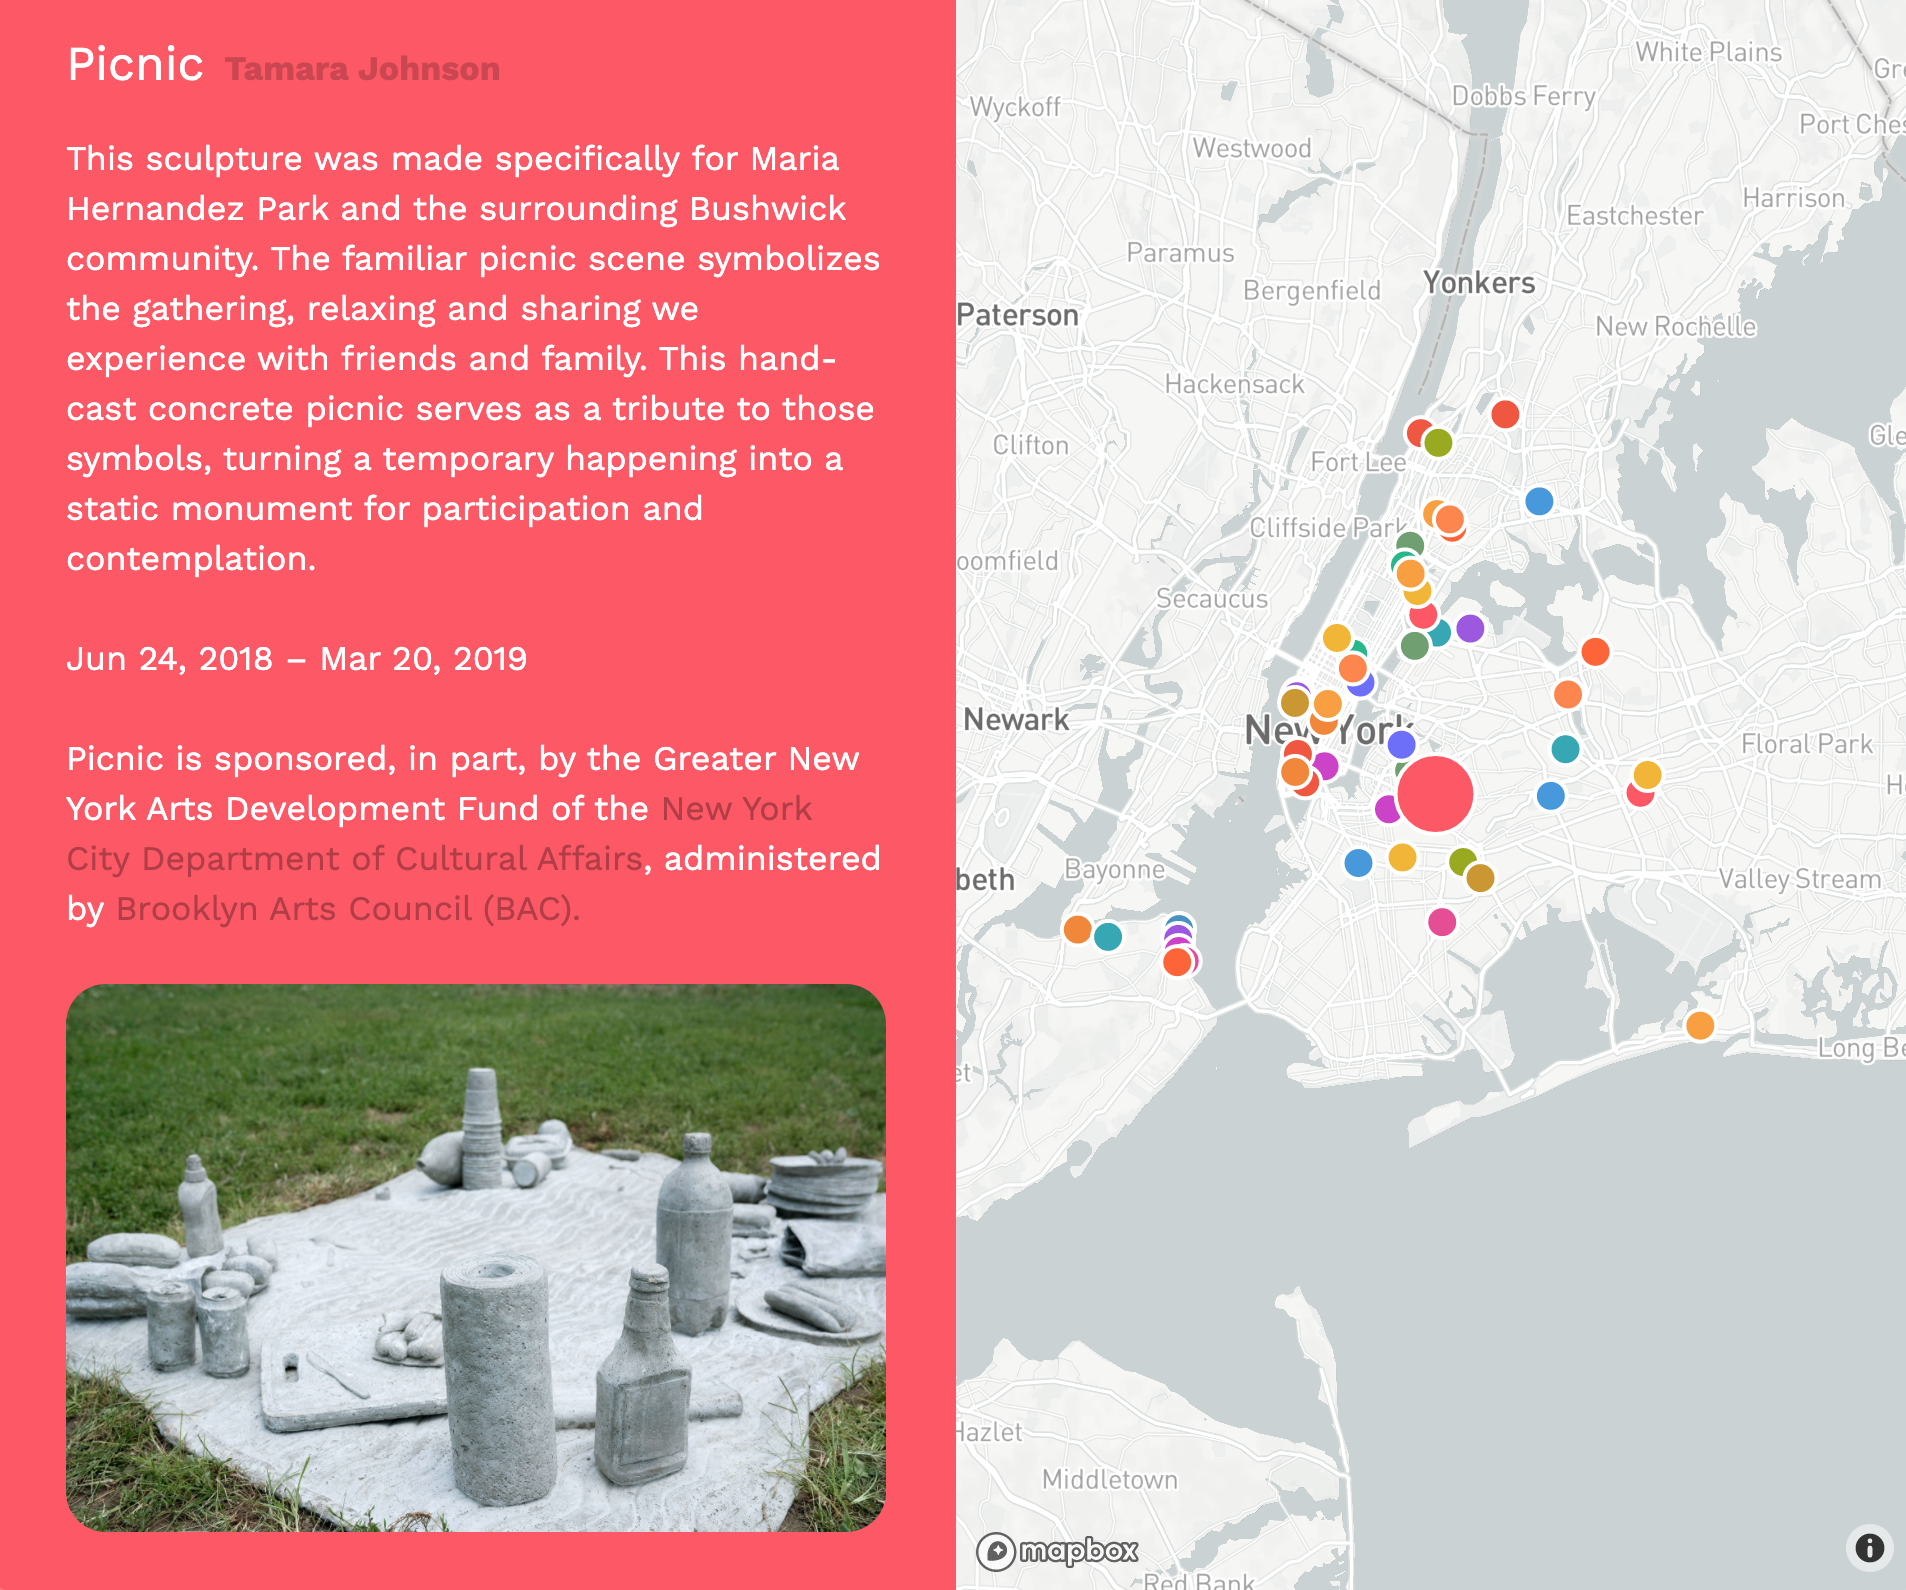 Picnic Tamara Johnson
This sculpture was made specifically for Maria
Hernandez Park and the surrounding Bushwick
community. The familiar picnic scene symbolizes
the gathering, relaxing and sharing we
experience with friends and family. This hand-
cast concrete picnic serves as a tribute to those
symbols, turning a temporary happening into a
static monument for participation and
contemplation.
Jun 24, 2018 – Mar 20, 2019
Picnic is sponsored, in part, by the Greater New
York Arts Development Fund of the New York
City Department of Cultural Affairs, administered
by Brooklyn Arts Council (BAC).
White Plains
Gre
Dobbs Ferry
Wyckoff
Port Ches
Westwood
Harrison
Eastchester
Paramus
Yonkers
Bergenfield
Paterson
New Rochelle
Hackensack
Gle
Clifton
Fort Lee
Cliffside Park
oomfield
Secaucus
Newark
New York
Floral Park
H
Bayonne
beth
Valley Stream
Long Be
et
Hazlet
Middletown
mapbox
Red Bank